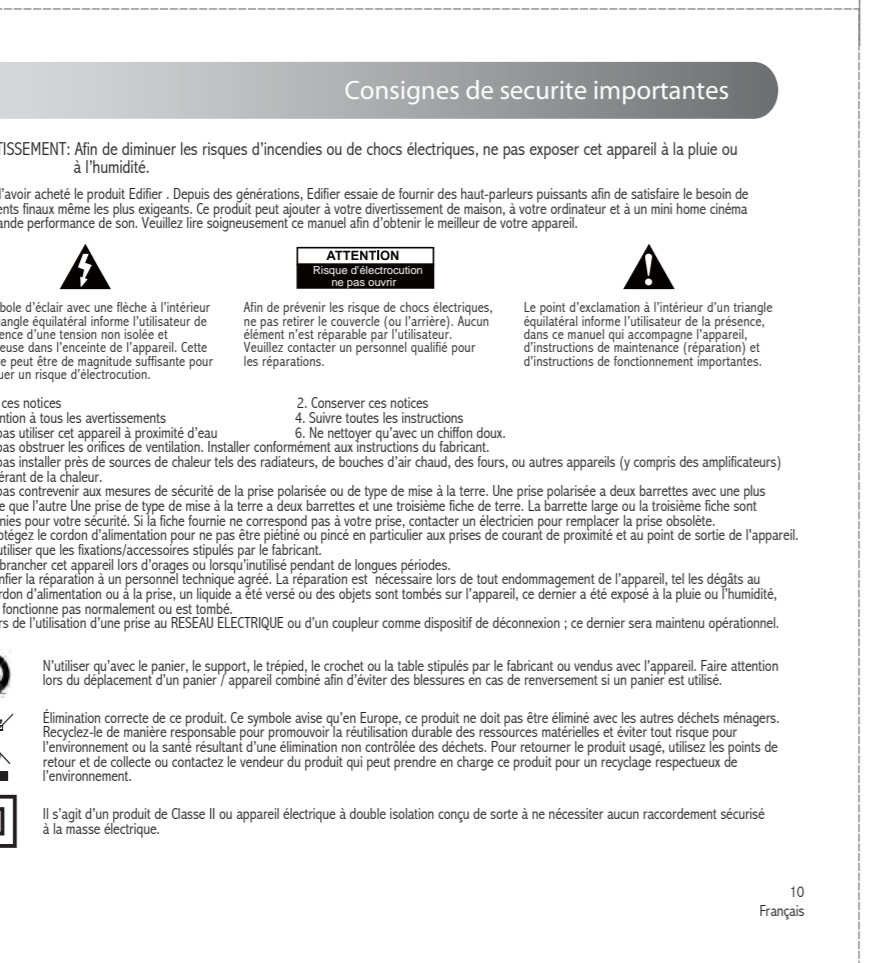 Consignes de securite importantes
TISSEMENT: Afin de diminuer les risques d'incendies ou de chocs électriques, ne pas exposer cet appareil à la pluie ou
à l'humidité.
'avoir acheté le produit Edifier . Depuis des générations, Edifier essaie de fournir des haut-parleurs puissants afin de satisfaire le besoin de
ents finaux même les plus exigeants. Ce produit peut ajouter à votre divertissement de maison, à votre ordinateur et à un mini home cinéma
ande performance de son. Veuillez lire soigneusement ce manuel afin d'obtenir le meilleur de votre appareil.
bole d'éclair avec une flèche à l'intérieur
iangle équilatéral informe l'utilisateur de
ence d'une tension non isolée et
euse dans l'enceinte de l'appareil. Cette
e peut être de magnitude suffisante pour
uer un risque d'électrocution.
ATTENTION
Risque d'électrocution
ne pas ouvrir
Afin de prévenir les risque de chocs électriques,
ne pas retirer le couvercle (ou l'arrière). Aucun
élément n'est réparable par l'utilisateur.
Veuillez contacter un personnel qualifié pour
les réparations.
Le point d'exclamation à l'intérieur d'un triangle
équilatéral informe l'utilisateur de la présence,
dans ce manuel qui accompagne l'appareil,
d'instructions de maintenance (réparation) et
d'instructions de fonctionnement importantes.
ces notices 2. Conserver ces notices
ntion à tous les avertissements 4. Suivre toutes les instructions
pas utiliser cet appareil à proximité d'eau 6. Ne nettoyer qu'avec un chiffon doux.
pas obstruer les orifices de ventilation. Installer conformément aux instructions du fabricant.
pas installer près de sources de chaleur tels des radiateurs, de bouches d'air chaud, des fours, ou autres appareils (y compris des amplificateurs)
érant de la chaleur.
pas contrevenir aux mesures de sécurité de la prise polarisée ou de type de mise à la terre. Une prise polarisée a deux barrettes avec une plus
e que l'autre Une prise de type de mise à la terre a deux barrettes et une troisième fiche de terre. La barrette large ou la troisième fiche sont
nies pour votre sécurité. Si la fiche fournie ne correspond pas à votre prise, contacter un électricien pour remplacer la prise obsolète.
otégez le cordon d'alimentation pour ne pas être piétiné ou pincé en particulier aux prises de courant de proximité et au point de sortie de l'appareil.
utiliser que les fixations/accessoires stipulés par le fabricant.
brancher cet appareil lors d'orages ou lorsqu'inutilisé pendant de longues périodes.
nfier la réparation à un personnel technique agréé. La réparation est nécessaire lors de tout endommagement de l'appareil, tel les dégâts au
rdon d'alimentation ou à la prise, un liquide a été versé ou des objets sont tombés sur l'appareil, ce dernier a été exposé à la pluie ou l'humidité,
fonctionne pas normalement ou est tombé.
rs de l'utilisation d'une prise au RESEAU ELECTRIQUE ou d'un coupleur comme dispositif de déconnexion ; ce dernier sera maintenu opérationnel.
N'utiliser qu'avec le panier, le support, le trépied, le crochet ou la table stipulés par le fabricant ou vendus avec l'appareil. Faire attention
lors du déplacement d'un panier / appareil combiné afin d'éviter des blessures en cas de renversement si un panier est utilisé.
Élimination correcte de ce produit. Ce symbole avise qu'en Europe, ce produit ne doit pas être éliminé avec les autres déchets ménagers.
Recyclez-le de manière responsable pour promouvoir la réutilisation durable des ressources matérielles et éviter tout risque pour
l'environnement ou la santé résultant d'une élimination non contrôlée des déchets. Pour retourner le produit usagé, utilisez les points de
retour et de collecte ou contactez le vendeur du produit qui peut prendre en charge ce produit pour un recyclage respectueux de
l'environnement.
Il s'agit d'un produit de Classe II ou appareil électrique à double isolation conçu de sorte à ne nécessiter aucun raccordement sécurisé
à la masse électrique.
10
Français